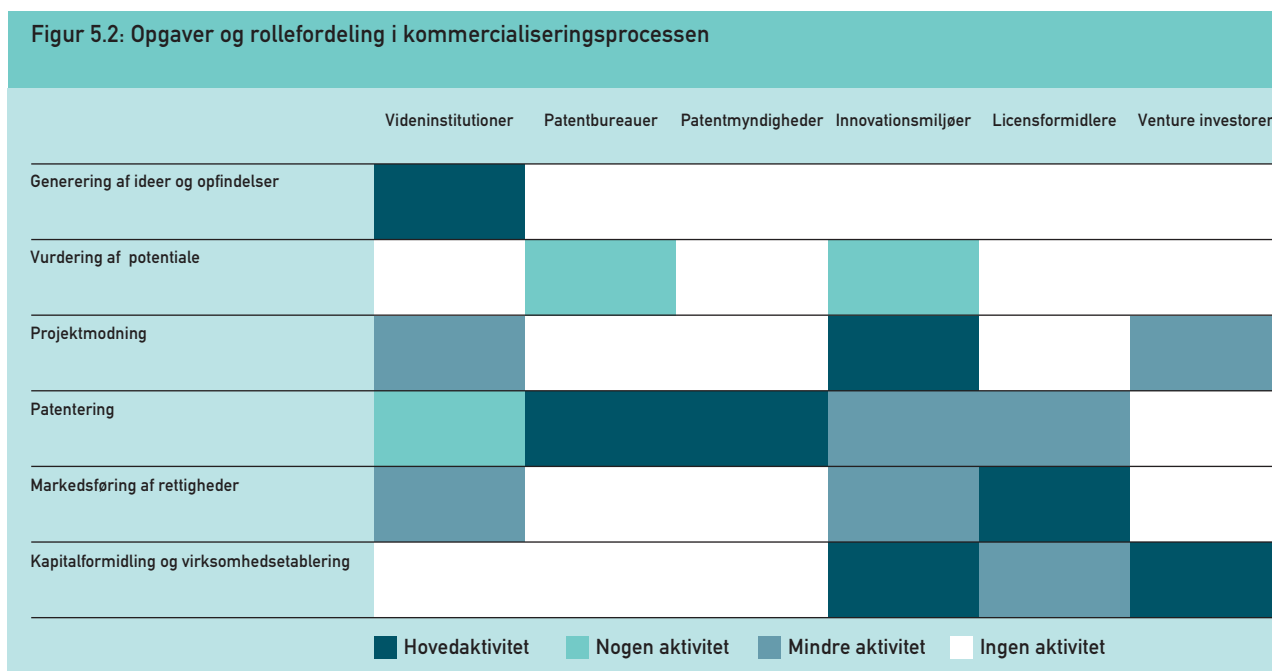 Figur 5.2: Opgaver og rollefordeling i kommercialiseringsprocessen
Videninstitutioner Patentbureauer Patentmyndigheder Innovationsmiljøer Licensformidlere Venture investorer
Generering af ideer og opfindelser
Vurdering af potentiale
Projektmodning
Patentering
Markedsføring af rettigheder
Kapitalformidling og virksomhedsetablering
Hovedaktivitet Nogen aktivitet Mindre aktivitet Ingen aktivitet